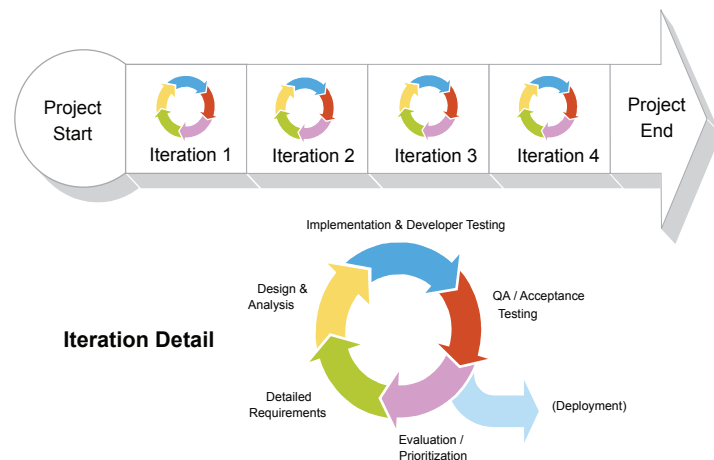 Project
Start
Iteration 1
Iteration 2
Iteration 3
Iteration 4
Project
End
Implementation & Developer Testing
Design &
Analysis
QA / Acceptance
Testing
Iteration Detail
Detailed
Requirements
(Deployment)
Evaluation /
Prioritization